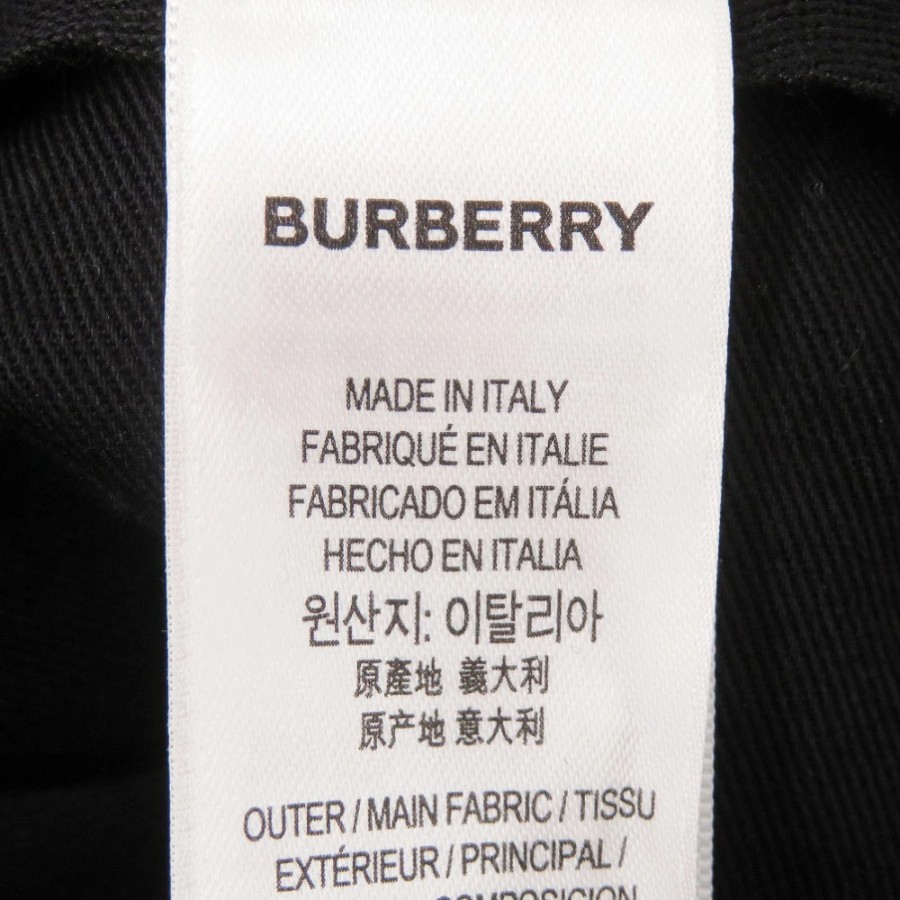 BURBERRY
MADE IN ITALY
FABRIQUÉ EN ITALIE
FABRICADO EM ITÁLIA
HECHO EN ITALIA
원산지: 이탈리아
原產地 義大利
原产地 意大利
OUTER / MAIN FABRIC / TISSU
EXTÉRIEUR / PRINCIPAL /
COMPOSICION